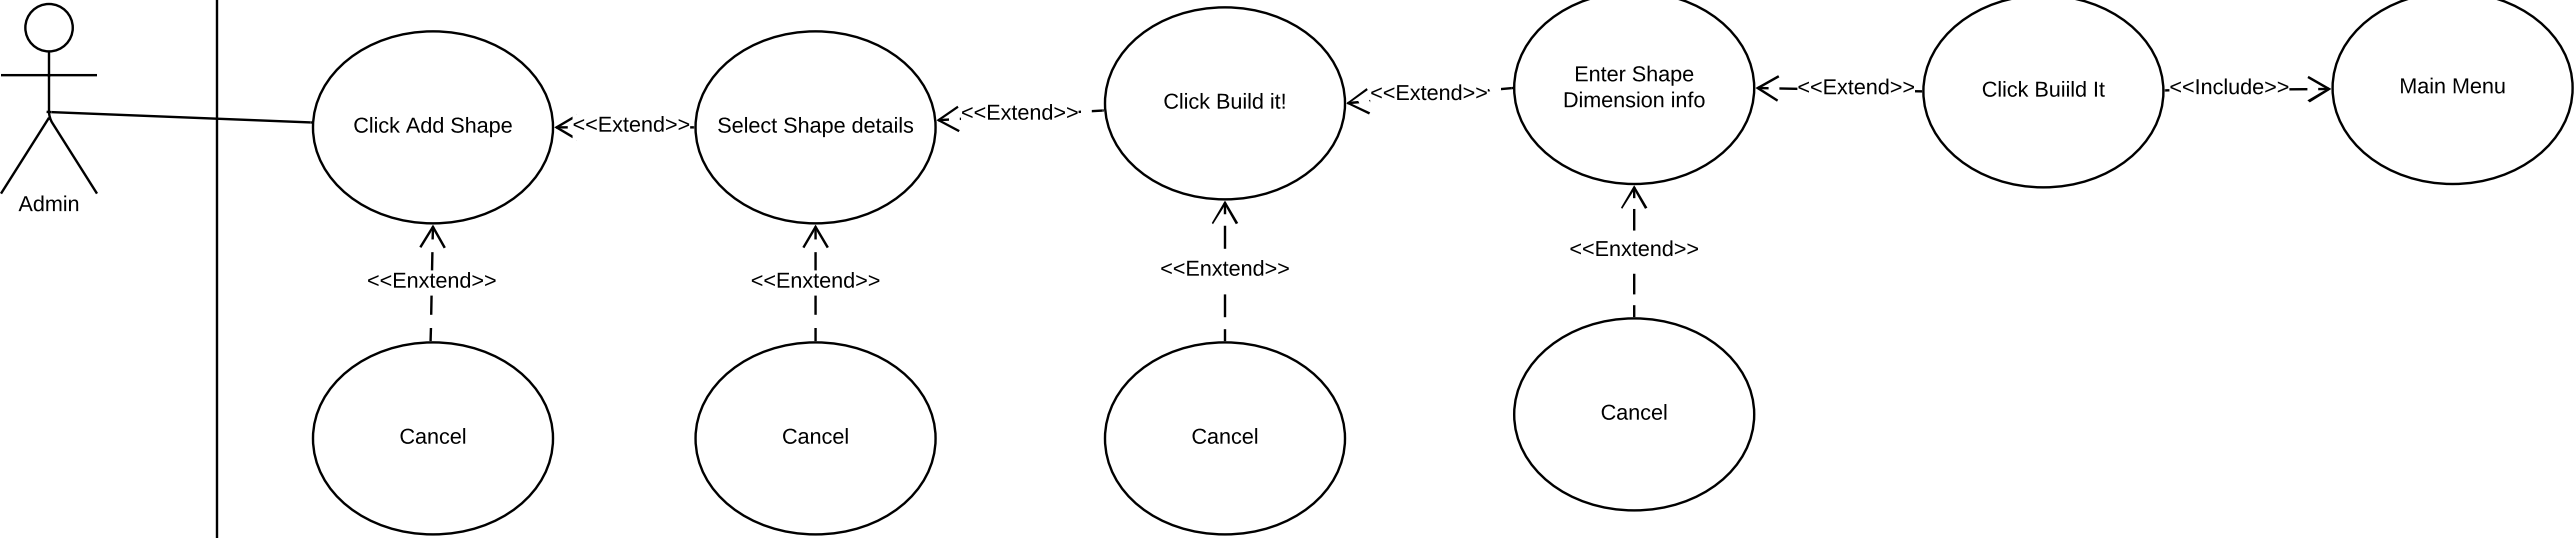 Admin
Click Add Shape
<<Extend>>
Select Shape details
<<Extend>>
Click Build it!
<<Extend>>
Enter Shape
Dimension info
<<Extend>>
Click Buiild It
<<Include>>
Main Menu
<<Enxtend>>
<<Enxtend>>
<<Enxtend>>
<<Enxtend>>
Cancel
Cancel
Cancel
Cancel